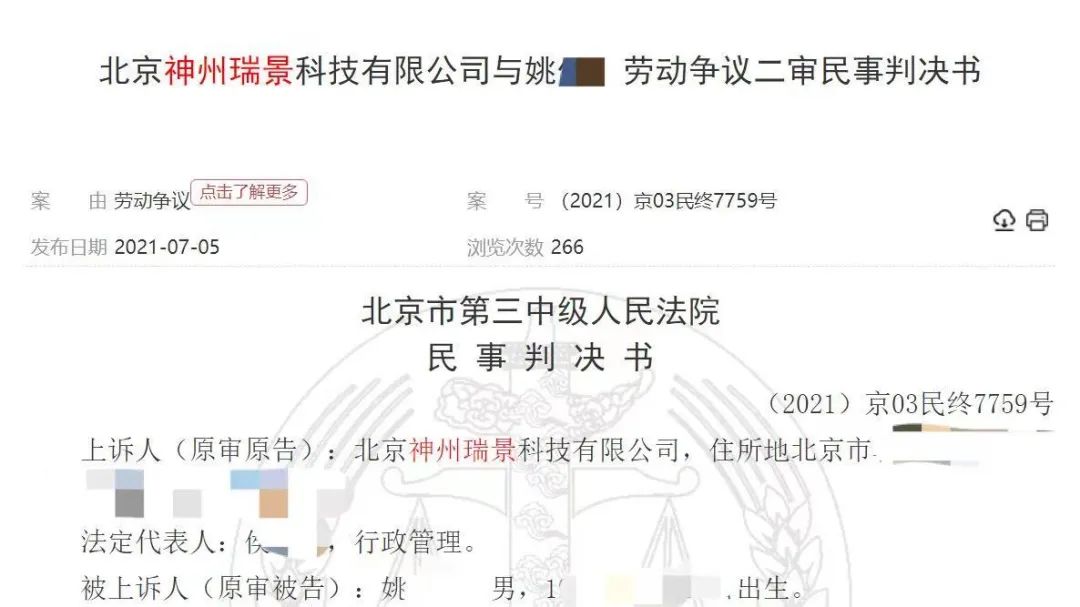 北京神州瑞景科技有限公司与姚 劳动争议二审民事判决书
案 由 劳动争议 点击了解更多 案 号 （2021）京03民终7759号
发布日期 2021-07-05 浏览次数 266
北京市第三中级人民法院
民 事 判 决 书
（2021）京03民终7759号
上诉人（原审原告）：北京神州瑞景科技有限公司，住所地北京市
法定代表人： ，行政管理。
被上诉人（原审被告）：姚 男，1 出生。